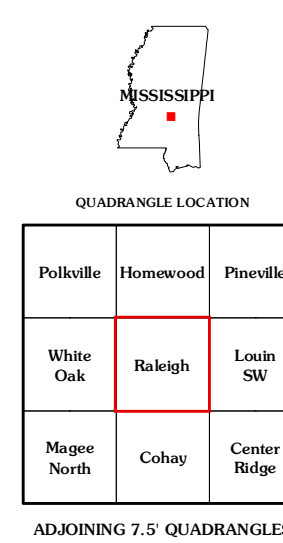 MISSISSIPPI
QUADRANGLE LOCATION
Polkville Homewood Pineville
White Oak Raleigh Louin SW
Magee North Cohay Center Ridge
ADJOINING 7.5' QUADRANGLES